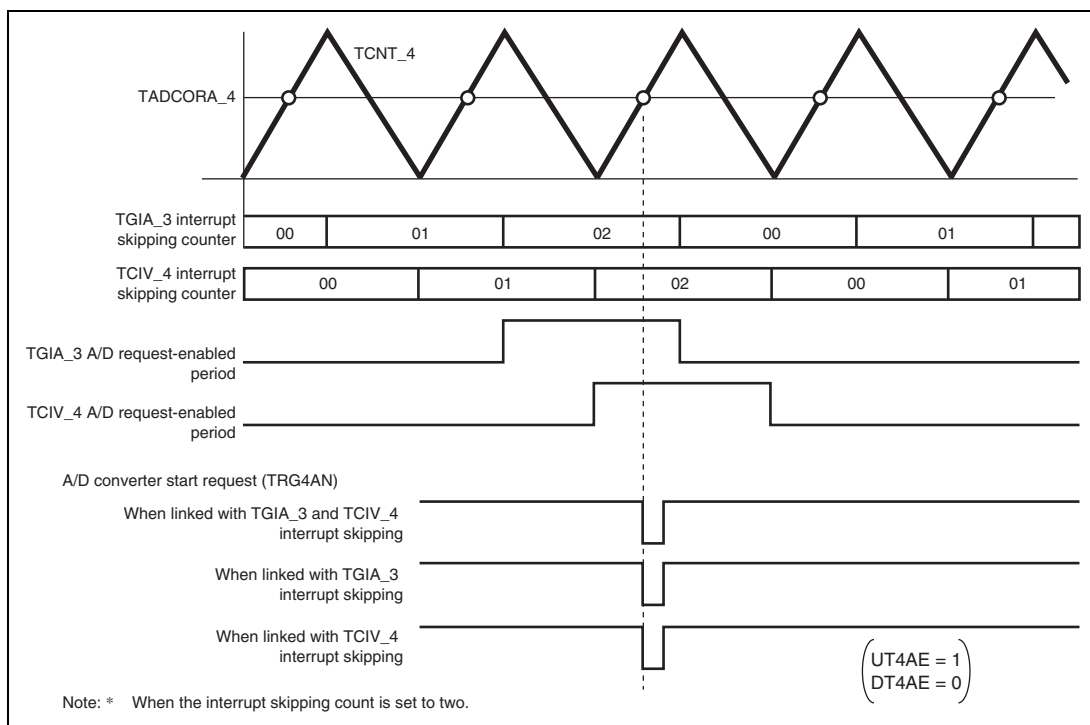 TCNT_4
TADCORA_4
TGIA_3 interrupt
skipping counter
00 01 02 00 01
TCIV_4 interrupt
skipping counter
00 01 02 00 01
TGIA_3 A/D request-enabled
period
TCIV_4 A/D request-enabled
period
A/D converter start request (TRG4AN)
When linked with TGIA_3 and TCIV_4
interrupt skipping
When linked with TGIA_3
interrupt skipping
When linked with TCIV_4
interrupt skipping
UT4AE = 1
DT4AE = 0
Note: * When the interrupt skipping count is set to two.